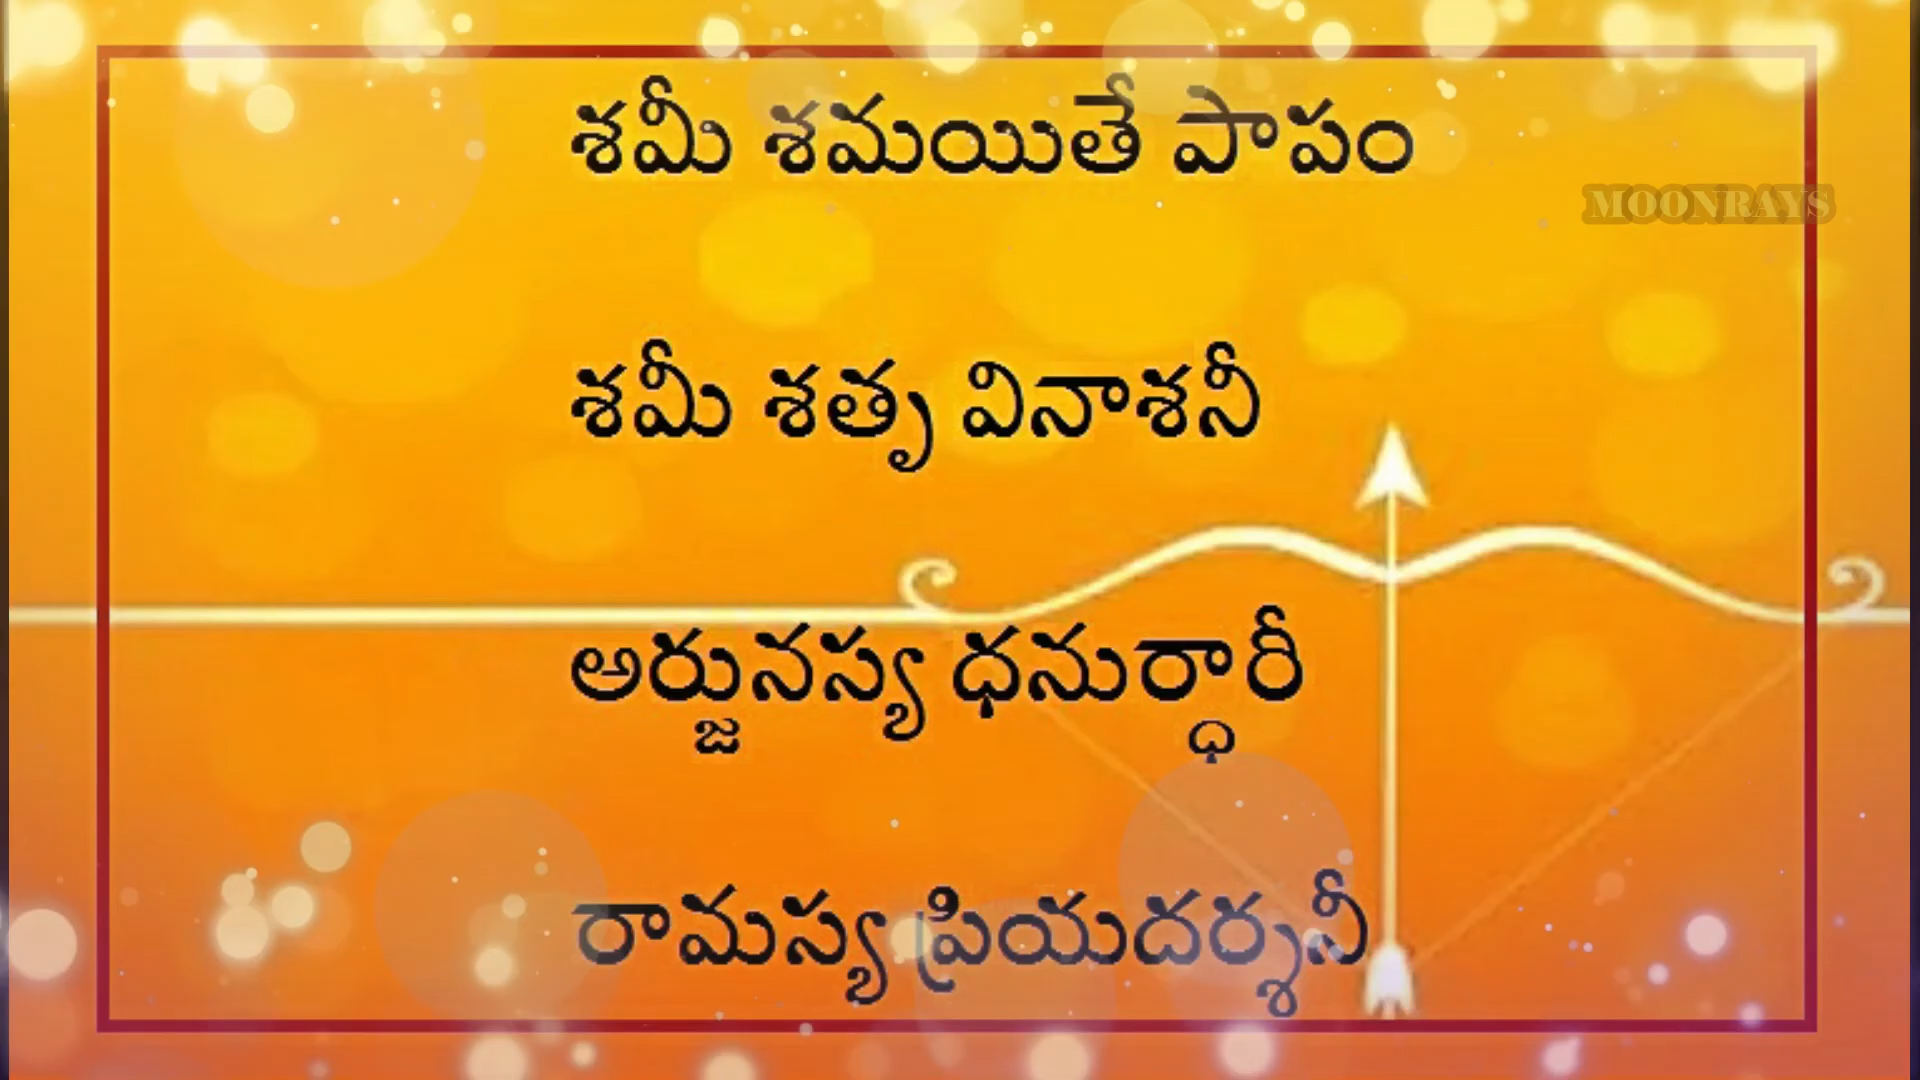 శమీ శమయితే పాపం
MOONRAYS
శమీ శతృ వినాశనీ
అర్జునస్య ధనుర్ధారీ
రామస్య ప్రియదర్శనీ